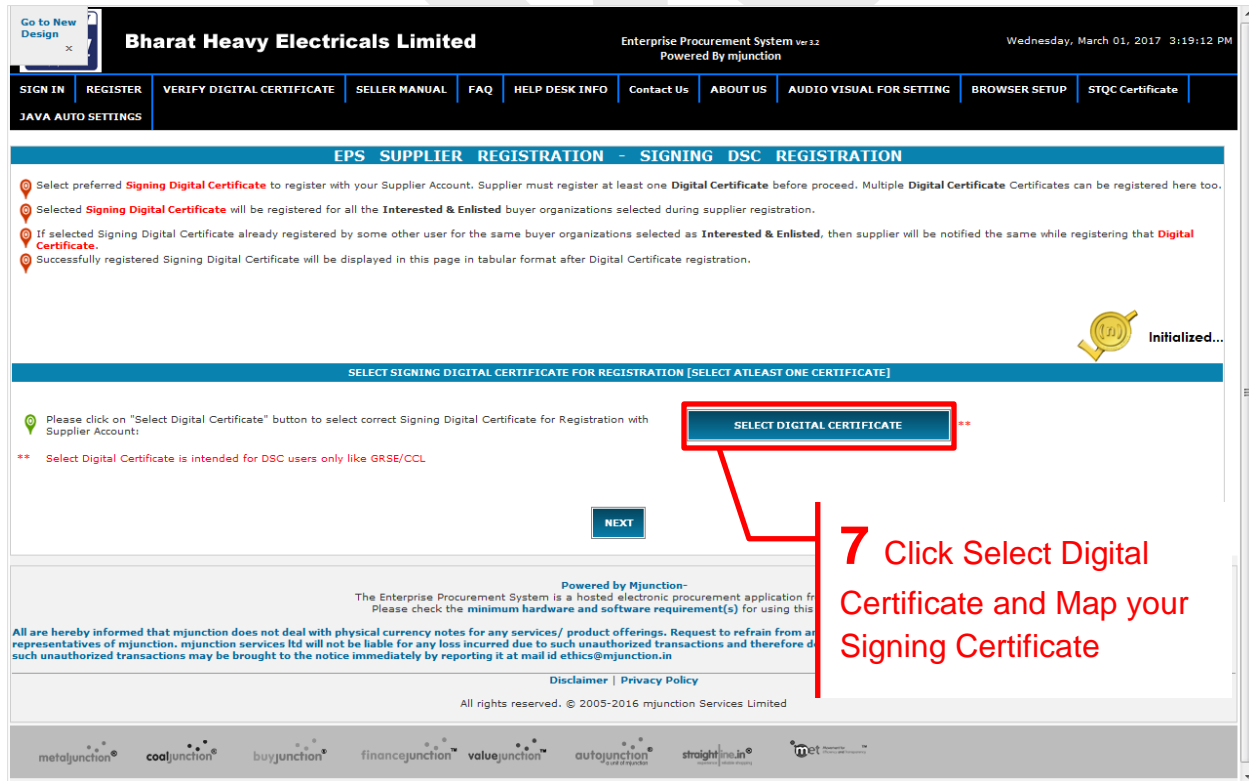 Go to New
Design
x
Bharat Heavy Electricals Limited
Enterprise Procurement System Ver 3.2
Powered By mjunction
Wednesday, March 01, 2017 3:19:12 PM
SIGN IN REGISTER VERIFY DIGITAL CERTIFICATE SELLER MANUAL FAQ HELP DESK INFO Contact Us ABOUT US AUDIO VISUAL FOR SETTING BROWSER SETUP STQC Certificate
JAVA AUTO SETTINGS
EPS SUPPLIER REGISTRATION - SIGNING DSC REGISTRATION
Select preferred Signing Digital Certificate to register with your Supplier Account. Supplier must register at least one Digital Certificate before proceed. Multiple Digital Certificate Certificates can be registered here too.
Selected Signing Digital Certificate will be registered for all the Interested & Enlisted buyer organizations selected during supplier registration.
If selected Signing Digital Certificate already registered by some other user for the same buyer organizations selected as Interested & Enlisted, then supplier will be notified the same while registering that Digital
Certificate.
Successfully registered Signing Digital Certificate will be displayed in this page in tabular format after Digital Certificate registration.
(n)
Initialized...
SELECT SIGNING DIGITAL CERTIFICATE FOR REGISTRATION [SELECT ATLEAST ONE CERTIFICATE]
Please click on "Select Digital Certificate" button to select correct Signing Digital Certificate for Registration with
Supplier Account:
SELECT DIGITAL CERTIFICATE **
** Select Digital Certificate is intended for DSC users only like GRSE/CCL
NEXT
7 Click Select Digital
Certificate and Map your
Signing Certificate
Powered by Mjunction-
The Enterprise Procurement System is a hosted electronic procurement application
Please check the minimum hardware and software requirement(s) for using this
All are hereby informed that mjunction does not deal with physical currency notes for any services/ product offerings. Request to refrain from
representatives of mjunction. mjunction services ltd will not be liable for any loss incurred due to such unauthorized transactions and therefore
such unauthorized transactions may be brought to the notice immediately by reporting it at mail id ethics@mjunction.in
Disclaimer | Privacy Policy
All rights reserved. © 2005-2016 mjunction Services Limited
metaljunction® coaljunction® buyjunction® financejunction™ valuejunction™ autojunction® straightline.in® met